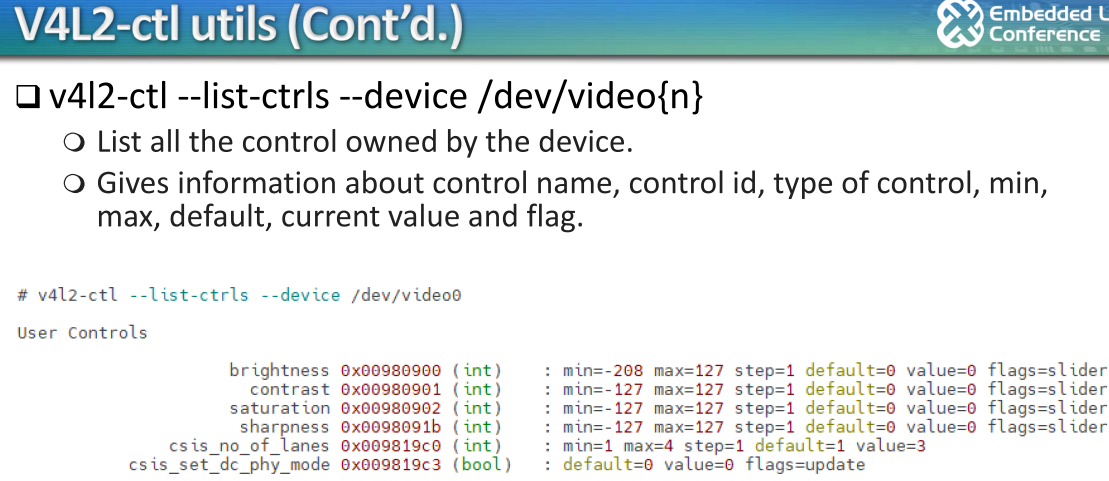 V4L2-ctl utils (Cont’d.)
Embedded L
Conference
v4l2-ctl --list-ctrls --device /dev/video{n}
List all the control owned by the device.
Gives information about control name, control id, type of control, min,
max, default, current value and flag.
# v4l2-ctl --list-ctrls --device /dev/video0
User Controls
brightness 0x00980900 (int) : min=-208 max=127 step=1 default=0 value=0 flags=slider
contrast 0x00980901 (int) : min=-127 max=127 step=1 default=0 value=0 flags=slider
saturation 0x00980902 (int) : min=-127 max=127 step=1 default=0 value=0 flags=slider
sharpness 0x0098091b (int) : min=-127 max=127 step=1 default=0 value=0 flags=slider
csis_no_of_lanes 0x009819c0 (int) : min=1 max=4 step=1 default=1 value=3
csis_set_dc_phy_mode 0x009819c3 (bool) : default=0 value=0 flags=update